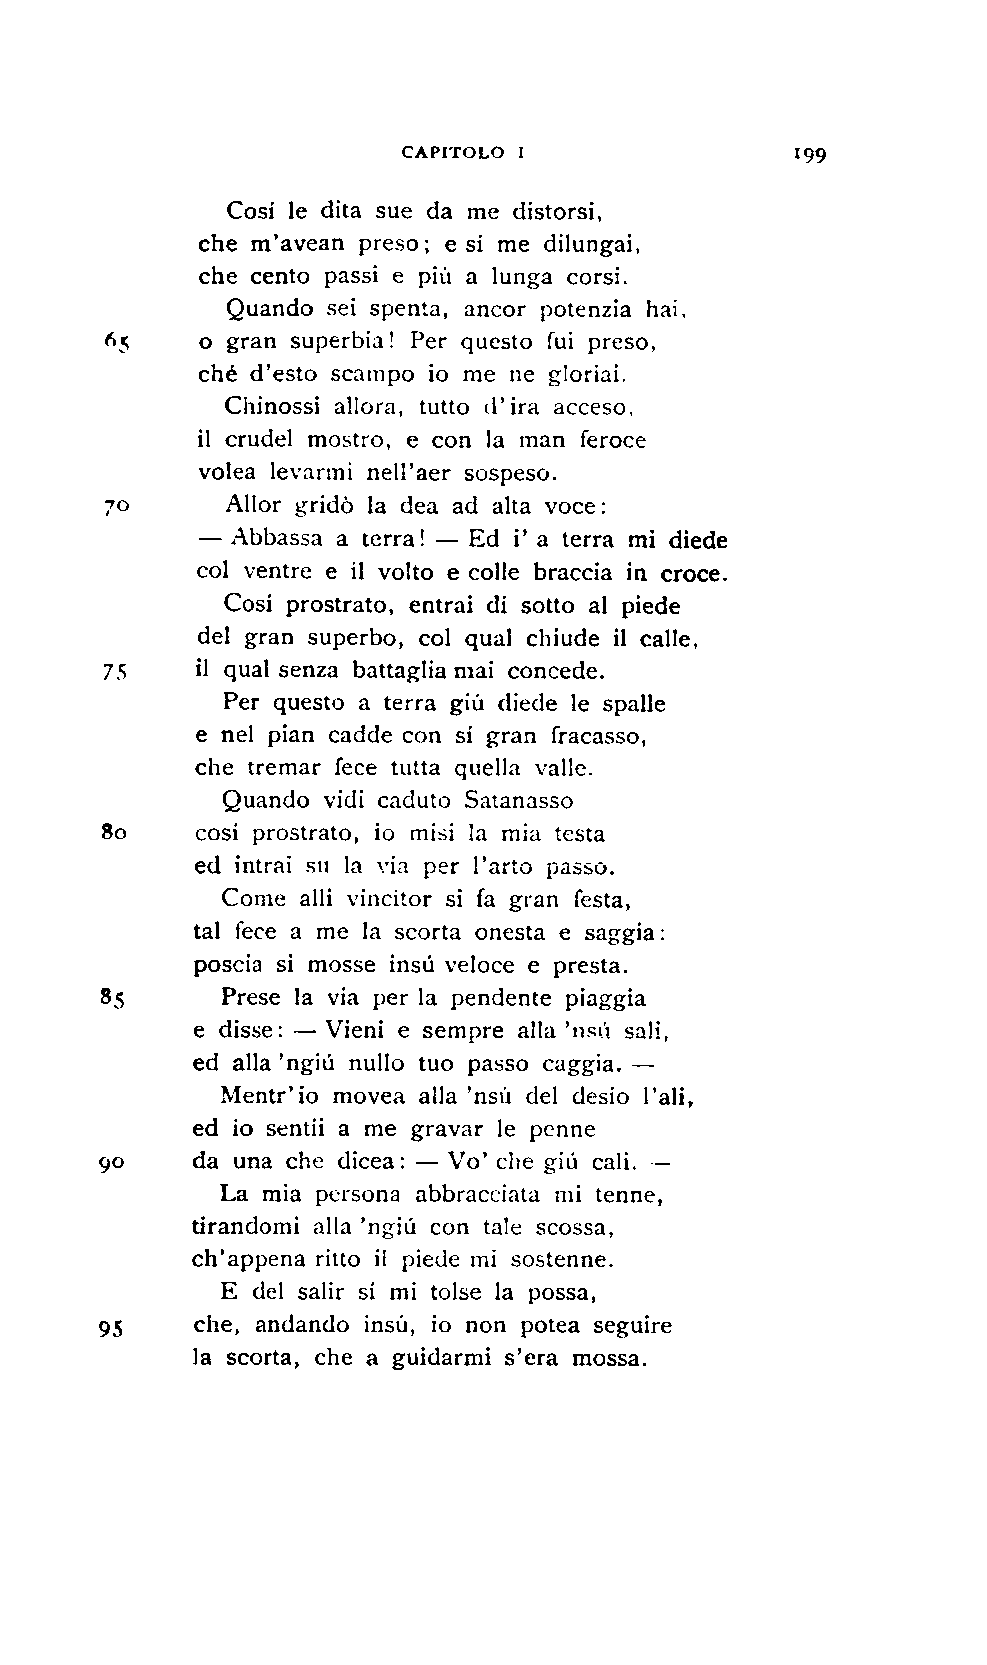 CAPITOLO I 199
Cosí le dita sue da me distorsi,
che m'avean preso; e sí me dilungai,
che cento passi e piú a lunga corsi.
Quando sei spenta, ancor potenzia hai,
65 o gran superbia! Per questo fui preso,
ché d'esto scampo io me ne gloriai.
Chinossi allora, tutto d'ira acceso,
il crudel mostro, e con la man feroce
volea levarmi nell'aer sospeso.
70 Allor gridò la dea ad alta voce:
— Abbassa a terra! — Ed i' a terra mi diede
col ventre e il volto e colle braccia in croce.
Cosí prostrato, entrai di sotto al piede
del gran superbo, col qual chiude il calle,
75 il qual senza battaglia mai concede.
Per questo a terra giú diede le spalle
e nel pian cadde con sí gran fracasso,
che tremar fece tutta quella valle.
Quando vidi caduto Satanasso
80 cosí prostrato, io misi la mia testa
ed intrai su la via per l'arto passo.
Come alli vincitor si fa gran festa,
tal fece a me la scorta onesta e saggia:
poscia si mosse insú veloce e presta.
85 Prese la via per la pendente piaggia
e disse: — Vieni e sempre alla 'nsú sali,
ed alla 'ngiú nullo tuo passo caggia. —
Mentr'io movea alla 'nsú del desio l'ali,
ed io sentii a me gravar le penne
90 da una che dicea: — Vo' che giú cali. —
La mia persona abbracciata mi tenne,
tirandomi alla 'ngiú con tale scossa,
ch'appena ritto il piede mi sostenne.
E del salir sí mi tolse la possa,
95 che, andando insú, io non potea seguire
la scorta, che a guidarmi s'era mossa.